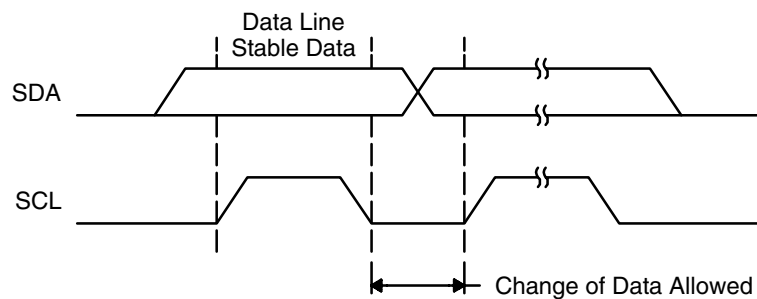 Data Line
Stable Data
SDA
SCL
Change of Data Allowed